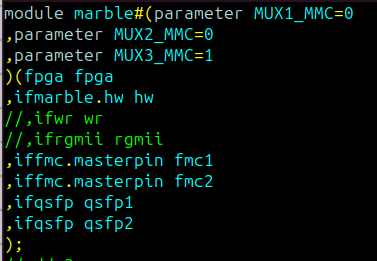 module marble#(parameter MUX1_MMC=0
,parameter MUX2_MMC=0
,parameter MUX3_MMC=1
)(fpga fpga
,ifmarble.hw hw
//,ifwr wr
//,ifrgmii rgmii
,iffmc.masterpin fmc1
,iffmc.masterpin fmc2
,ifqsfp qsfp1
,ifqsfp qsfp2
);